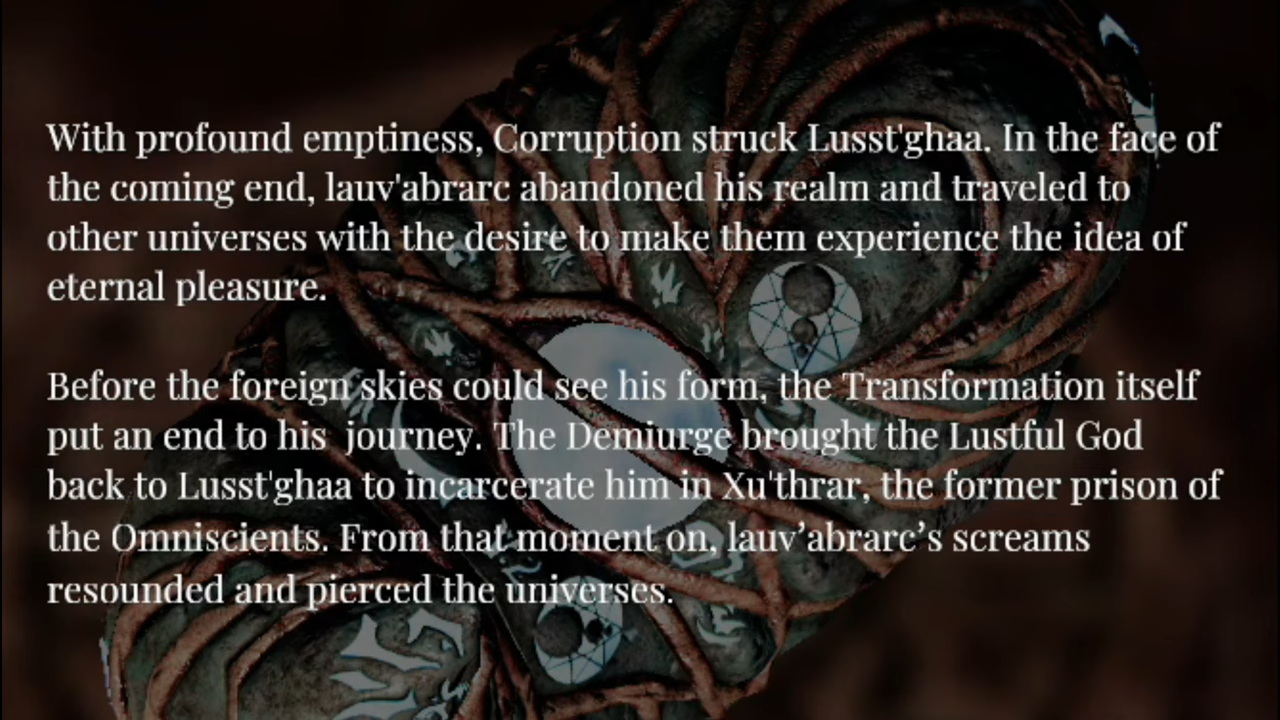 With profound emptiness, Corruption struck Lusst'ghaa. In the face of
the coming end, lauv'abrarc abandoned his realm and traveled to
other universes with the desire to make them experience the idea of
eternal pleasure.
Before the foreign skies could see his form, the Transformation itself
put an end to his  journey. The Demiurge brought the Lustful God
back to Lusst'ghaa to incarcerate him in Xu'thrar, the former prison of
the Omniscients. From that moment on, lauv’abrarc’s screams
resounded and pierced the universes.